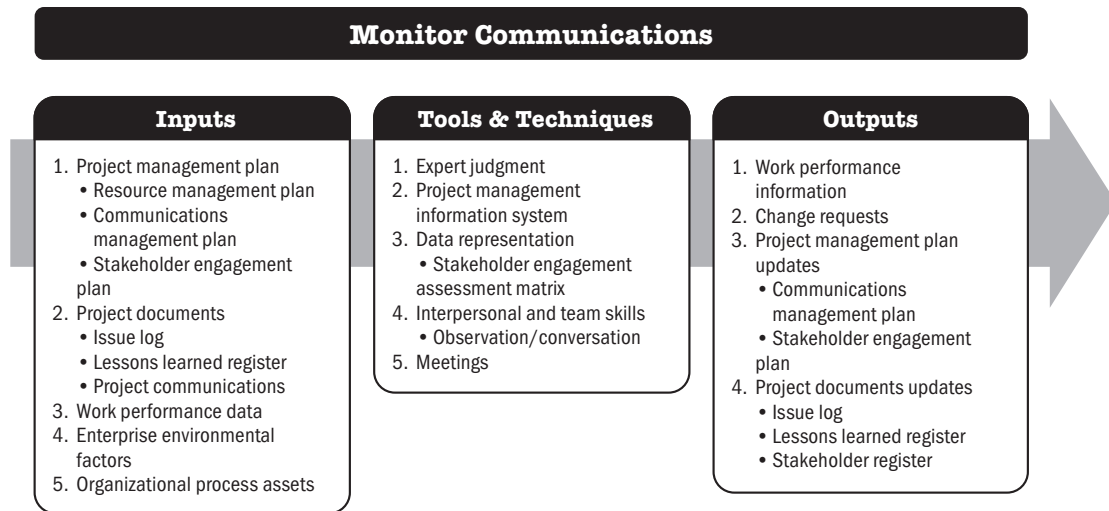 Monitor Communications
Inputs
1. Project management plan
• Resource management plan
• Communications
management plan
• Stakeholder engagement
plan
2. Project documents
• Issue log
• Lessons learned register
• Project communications
3. Work performance data
4. Enterprise environmental
factors
5. Organizational process assets
Tools & Techniques
1. Expert judgment
2. Project management
information system
3. Data representation
• Stakeholder engagement
assessment matrix
4. Interpersonal and team skills
• Observation/conversation
5. Meetings
Outputs
1. Work performance
information
2. Change requests
3. Project management plan
updates
• Communications
management plan
• Stakeholder engagement
plan
4. Project documents updates
• Issue log
• Lessons learned register
• Stakeholder register